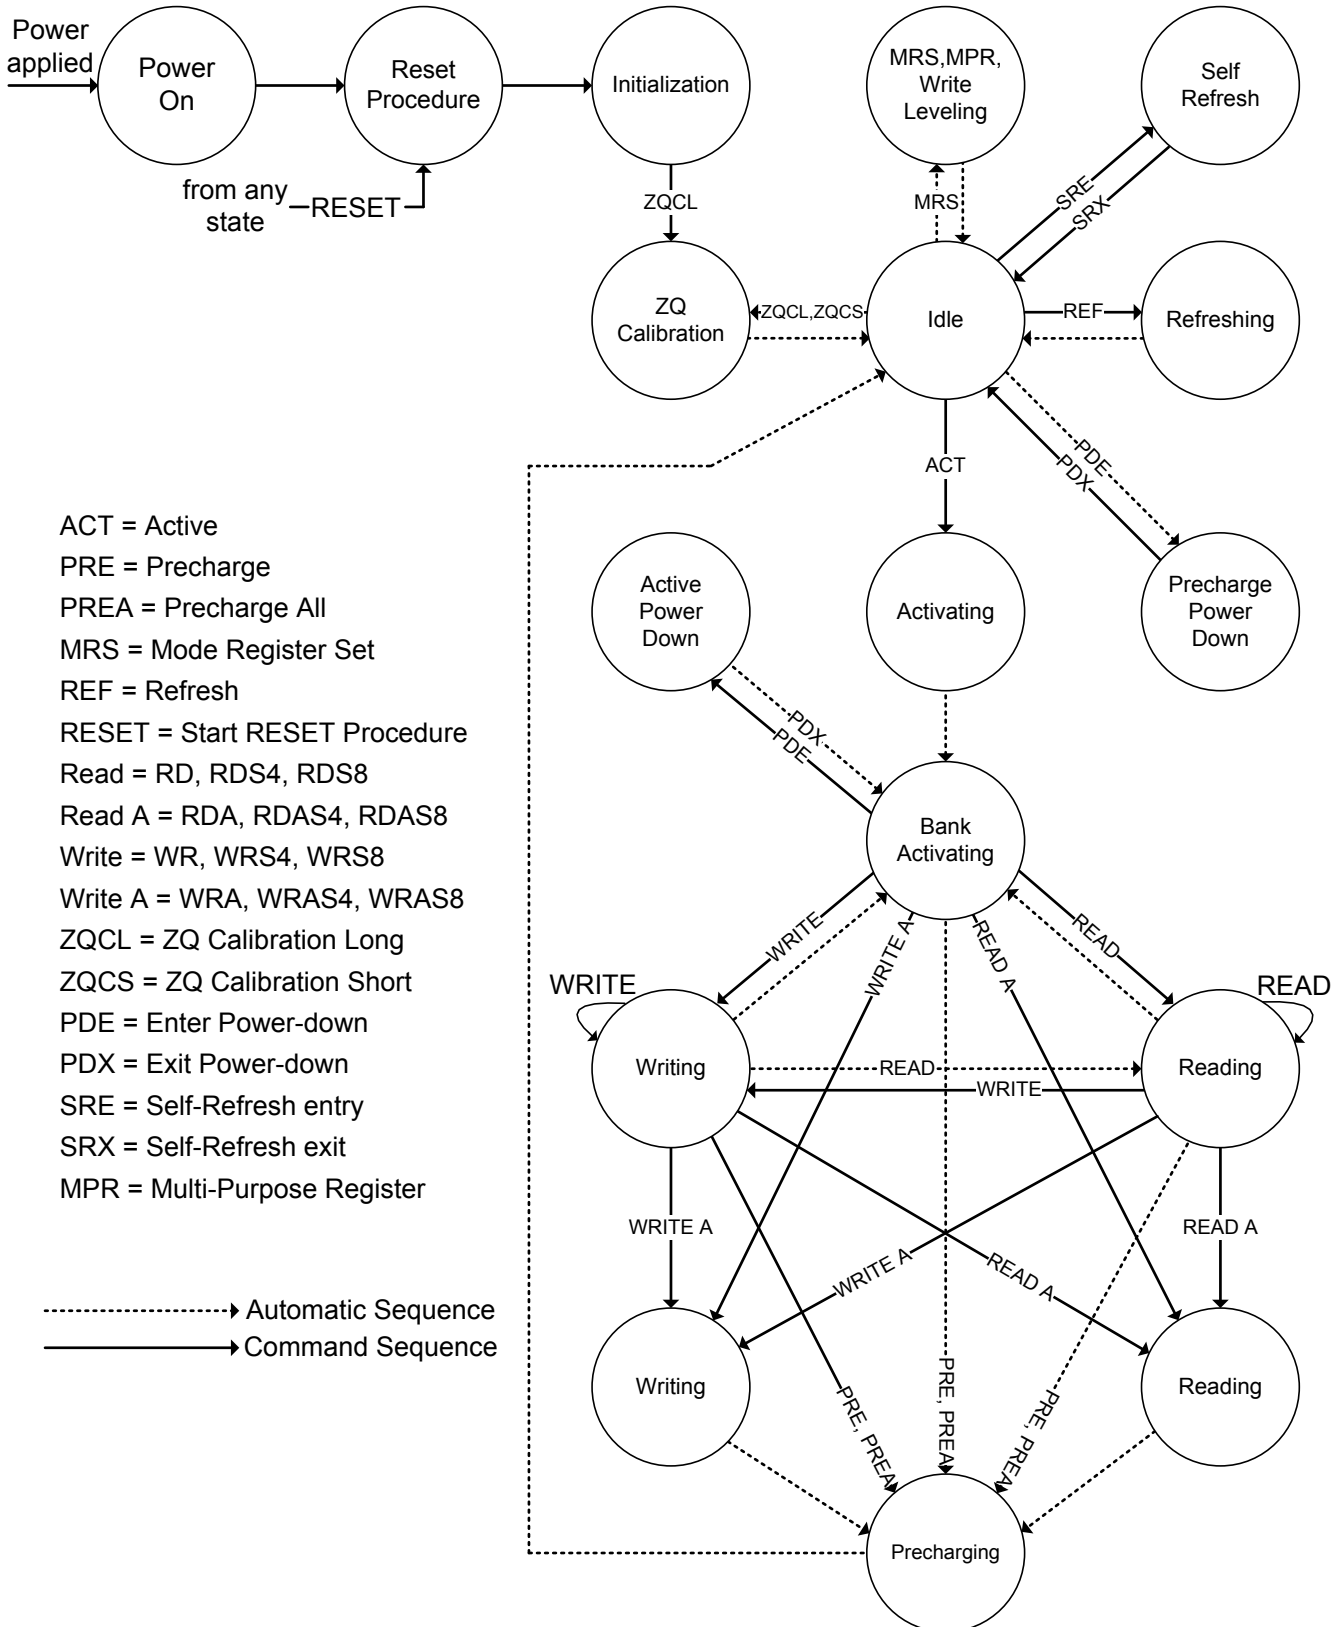 Power
applied
Power
On
Reset
Procedure
Initialization
MRS,MPR,
Write
Leveling
Self
Refresh
from any
state
RESET
ZQCL
MRS
SRE
SRX
ZQ
Calibration
ZQCL,ZQCS
Idle
REF
Refreshing
ACT
PDE
PDX
ACT = Active
PRE = Precharge
PREA = Precharge All
MRS = Mode Register Set
REF = Refresh
RESET = Start RESET Procedure
Read = RD, RDS4, RDS8
Read A = RDA, RDAS4, RDAS8
Write = WR, WRS4, WRS8
Write A = WRA, WRAS4, WRAS8
ZQCL = ZQ Calibration Long
ZQCS = ZQ Calibration Short
PDE = Enter Power-down
PDX = Exit Power-down
SRE = Self-Refresh entry
SRX = Self-Refresh exit
MPR = Multi-Purpose Register
Automatic Sequence
Command Sequence
Active
Power
Down
Activating
Precharge
Power
Down
PDX
PDE
Bank
Activating
WRITE
WRITE A
READ A
READ
WRITE
READ
Writing
READ
WRITE
Reading
WRITE A
WRITE A
READ A
READ A
Writing
Reading
PRE, PREA
PRE, PREA
PRE, PREA
Precharging